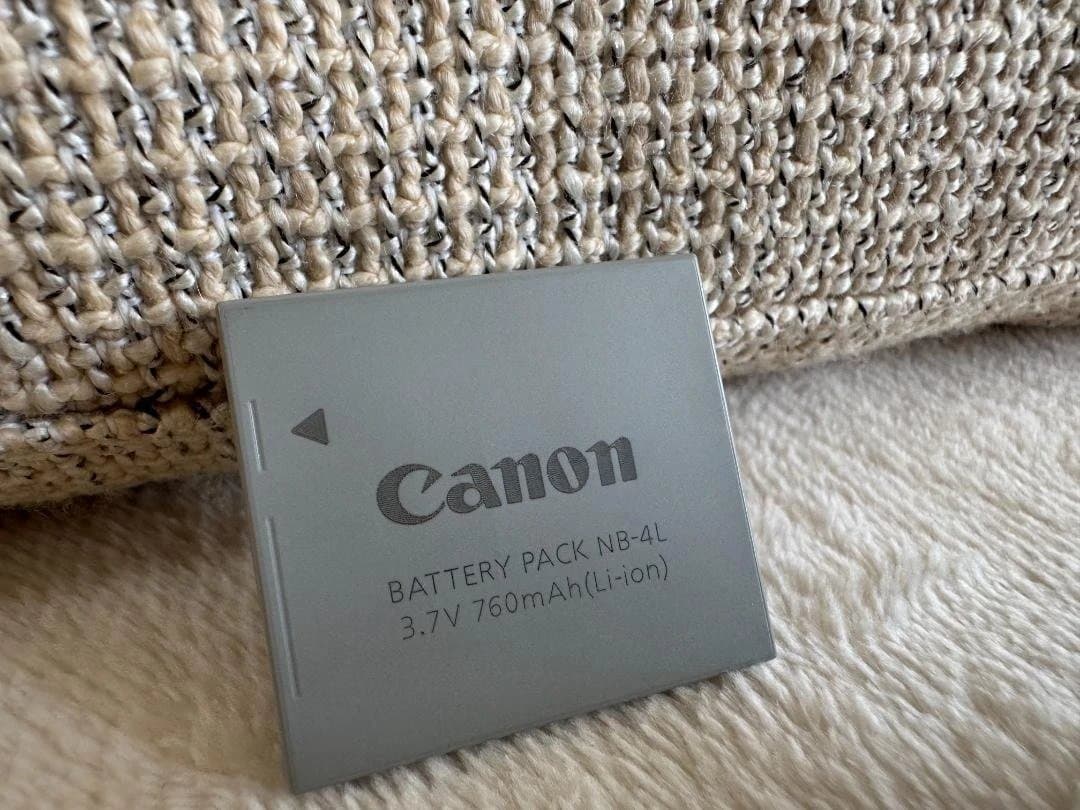 Canon
BATTERY PACK NB-4L
3.7V 760mAh(Li-ion)